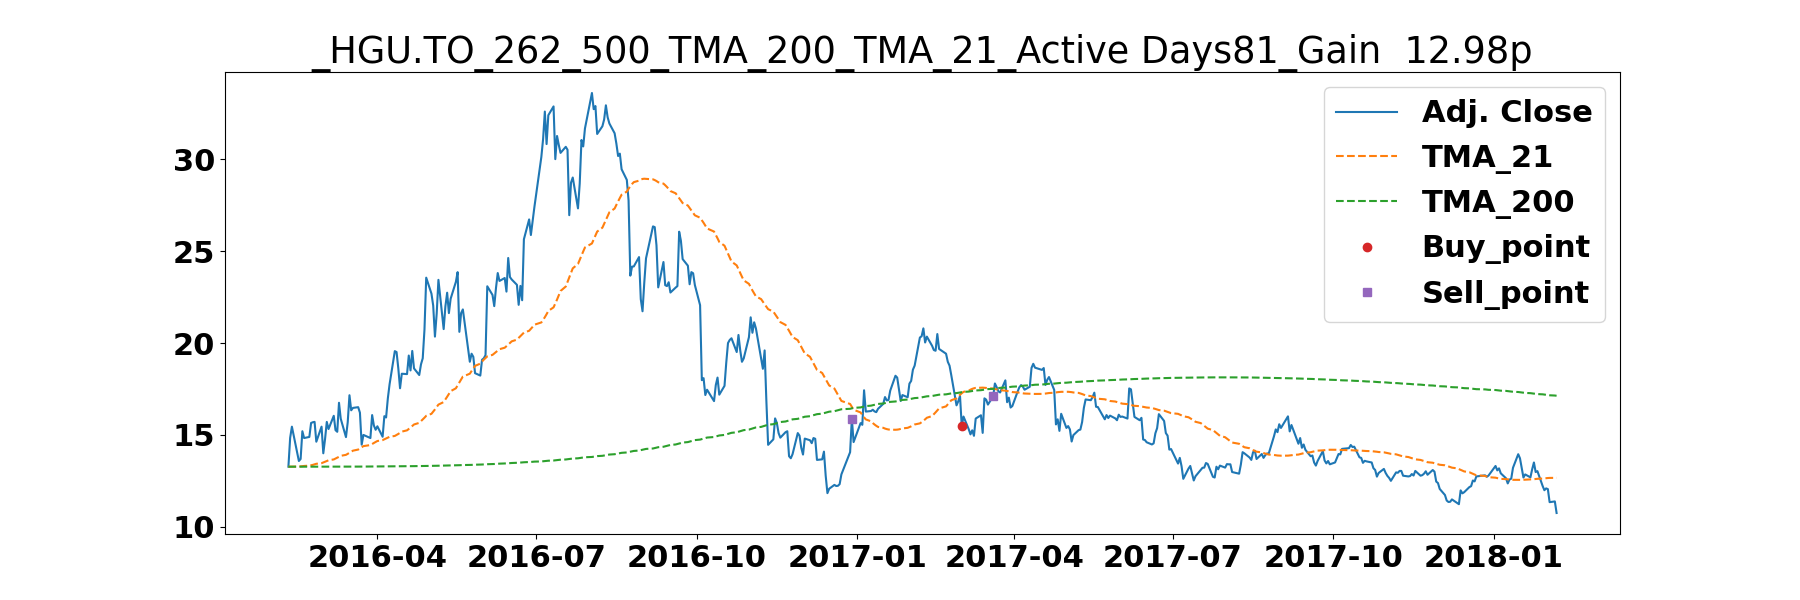 _HGU.TO_262_500_TMA_200_TMA_21_Active Days81_Gain  12.98p
Adj. Close
TMA_21
TMA_200
Buy_point
Sell_point
30
25
20
15
10
2016-04
2016-07
2016-10
2017-01
2017-04
2017-07
2017-10
2018-01